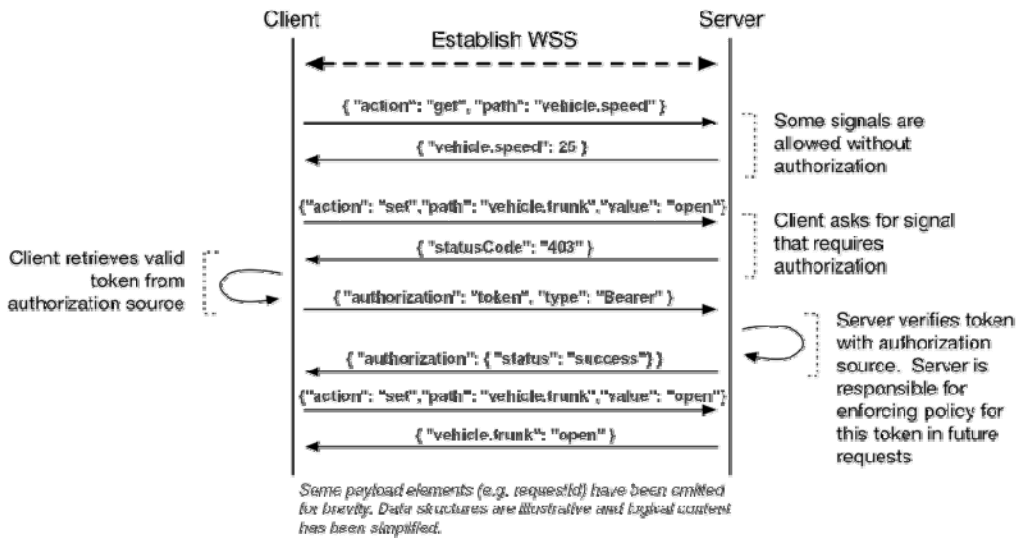 Client
Server
Establish WSS
{ "action": "get", "path": "vehicle.speed" }
Some signals are
allowed without
authorization
{ "vehicle.speed": 25 }
{"action": "set","path": "vehicle.trunk","value": "open"}
Client asks for signal
that requires
authorization
{ "statusCode": "403" }
Client retrieves valid
token from
authorization source
{ "authorization": "token", "type": "Bearer" }
Server verifies token
with authorization
source. Server is
responsible for
enforcing policy for
this token in future
requests
{ "authorization": { "status": "success"} }
{"action": "set","path": "vehicle.trunk","value": "open"}
{ "vehicle.trunk": "open" }
Some payload elements (e.g. requestId) have been omitted
for brevity. Data structures are illustrative and logical content
has been simplified.